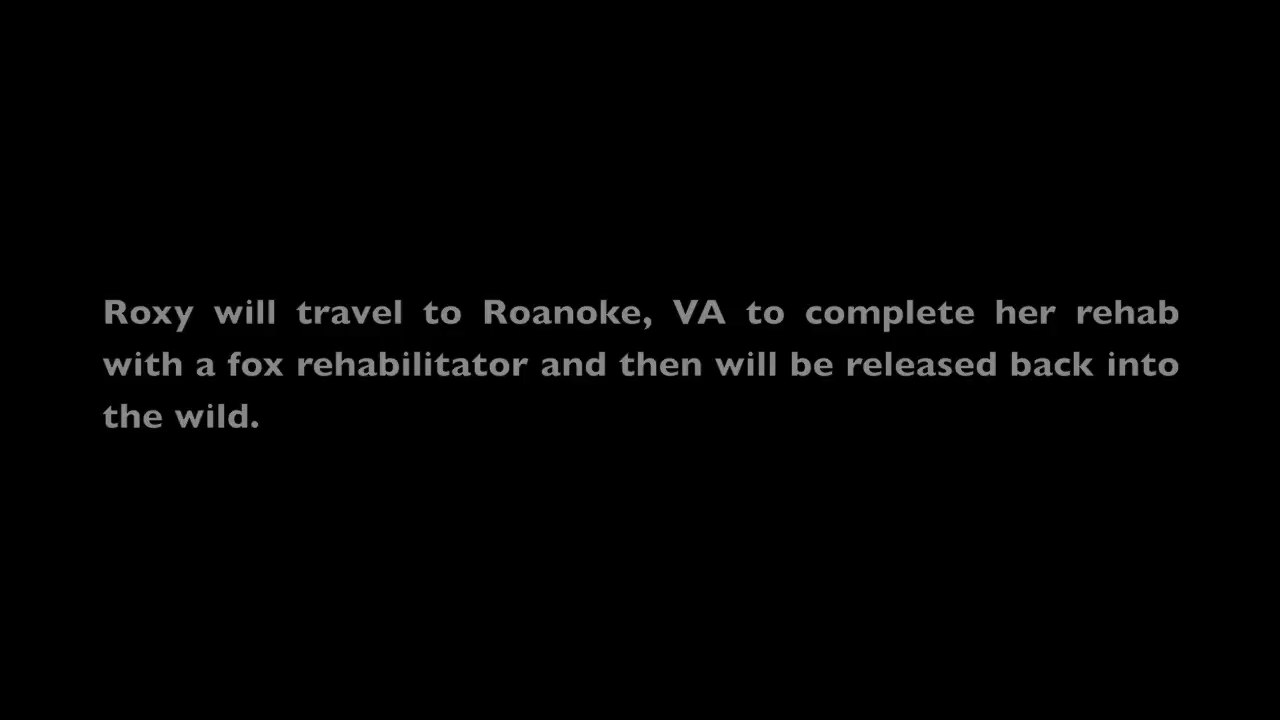 Roxy will travel to Roanoke, VA to complete her rehab
with a fox rehabilitator and then will be released back into
the wild.